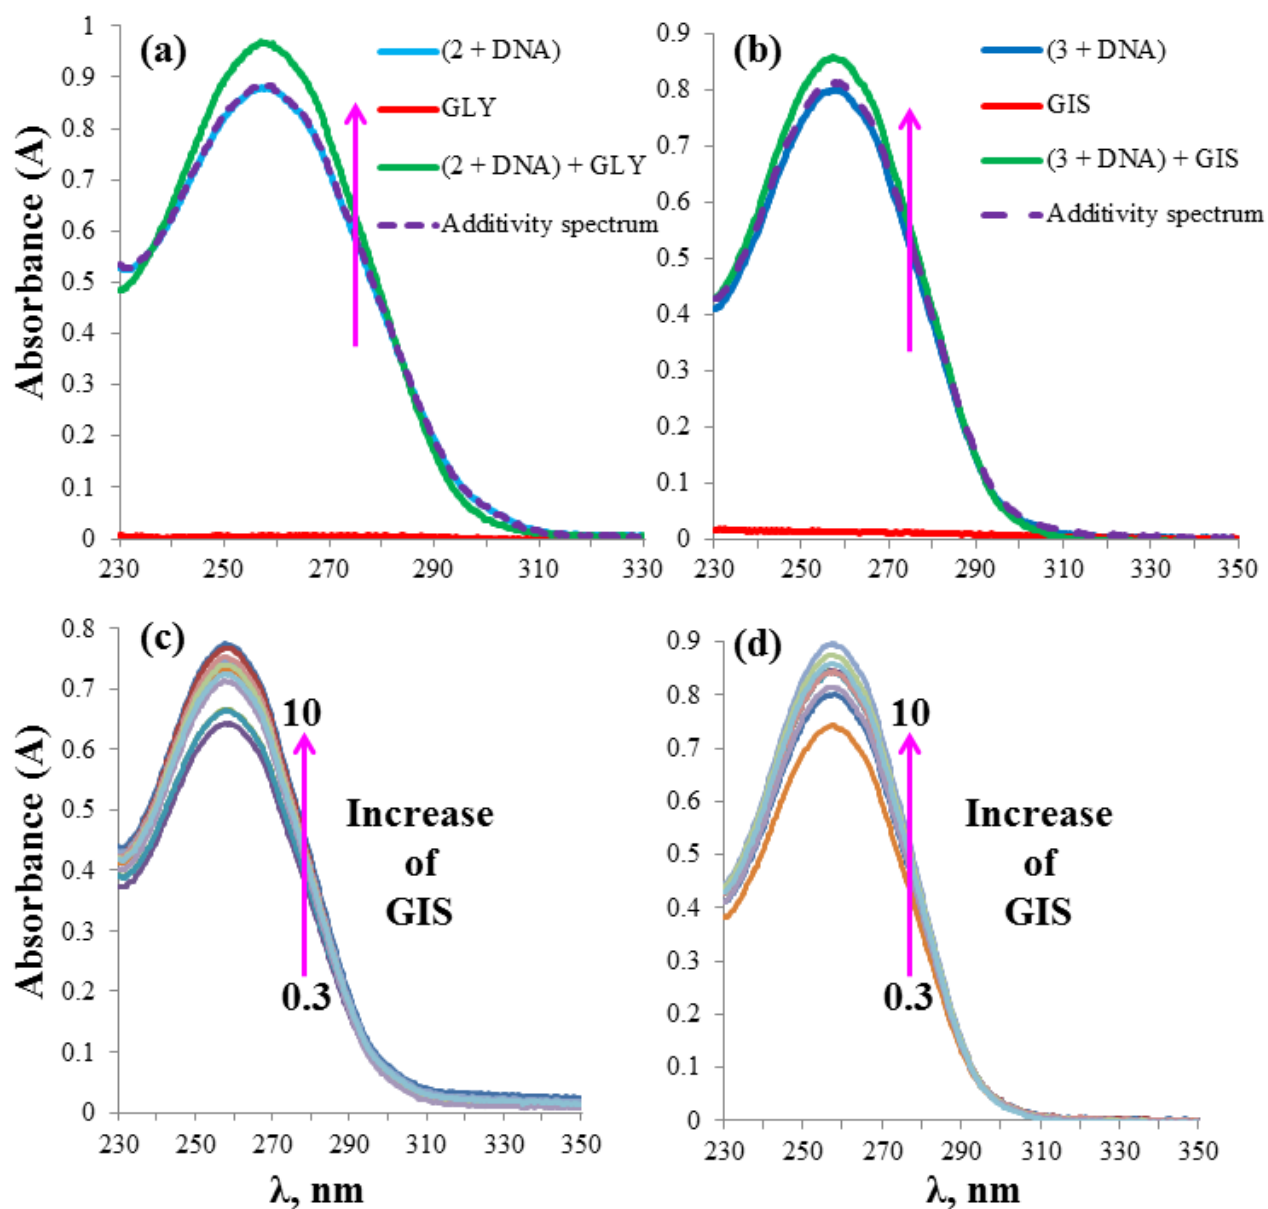 (a)
(2 + DNA)
GLY
(2 + DNA) + GLY
Additivity spectrum
Absorbance (A)
1
0.9
0.8
0.7
0.6
0.5
0.4
0.3
0.2
0.1
0
230 250 270 290 310 330
(b)
(3 + DNA)
GIS
(3 + DNA) + GIS
Additivity spectrum
0.9
0.8
0.7
0.6
0.5
0.4
0.3
0.2
0.1
0
230 250 270 290 310 330 350
(c)
10
Increase
of
GIS
0.3
Absorbance (A)
0.8
0.7
0.6
0.5
0.4
0.3
0.2
0.1
0
230 250 270 290 310 330 350
λ, nm
(d)
10
Increase
of
GIS
0.3
0.9
0.8
0.7
0.6
0.5
0.4
0.3
0.2
0.1
0
230 250 270 290 310 330 350
λ, nm